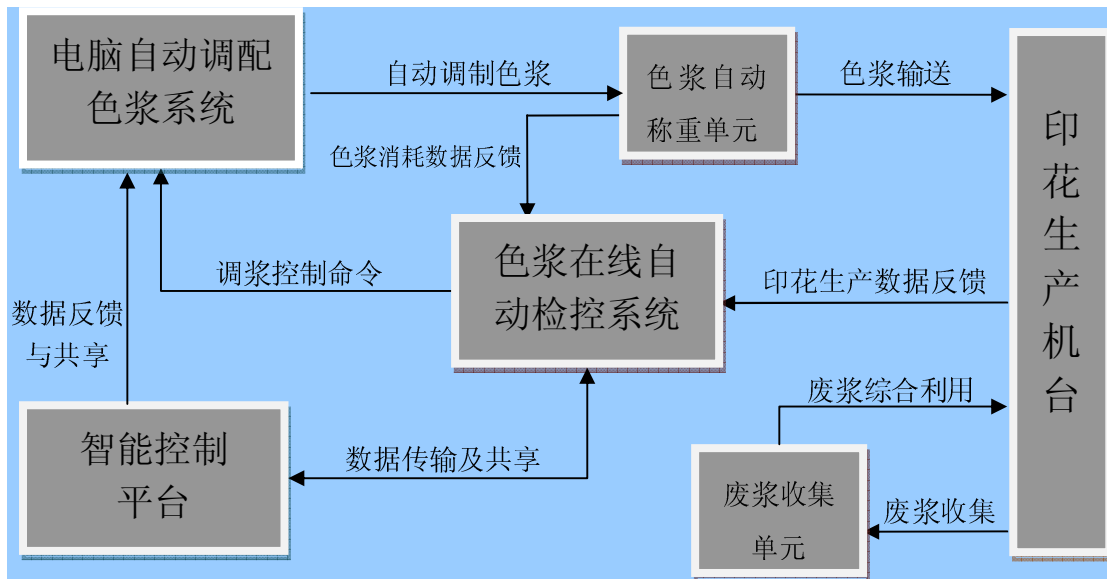 电脑自动调配
色浆系统
自动调制色浆
色浆自动
称重单元
色浆输送
印
花
生
产
机
台
色浆消耗数据反馈
调浆控制命令
色浆在线自
动检控系统
印花生产数据反馈
数据反馈
与共享
智能控制
平台
数据传输及共享
废浆综合利用
废浆收集
单元
废浆收集